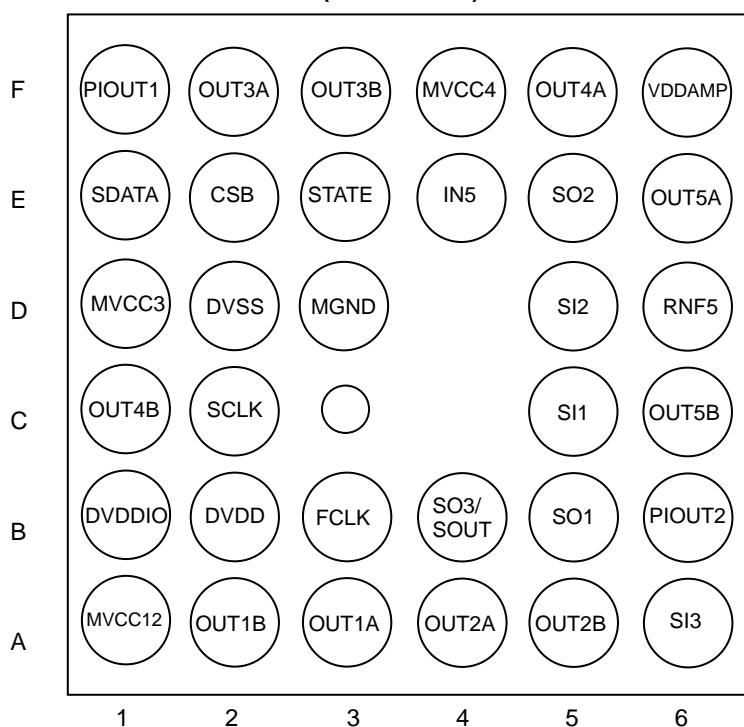 F PIOUT1 OUT3A OUT3B MVCC4 OUT4A VDDAMP
E SDATA CSB STATE IN5 SO2 OUT5A
D MVCC3 DVSS MGND SI2 RNF5
C OUT4B SCLK SI1 OUT5B
B DVDDIO DVDD FCLK SO3/ SOUT SO1 PIOUT2
A MVCC12 OUT1B OUT1A OUT2A OUT2B SI3
1 2 3 4 5 6